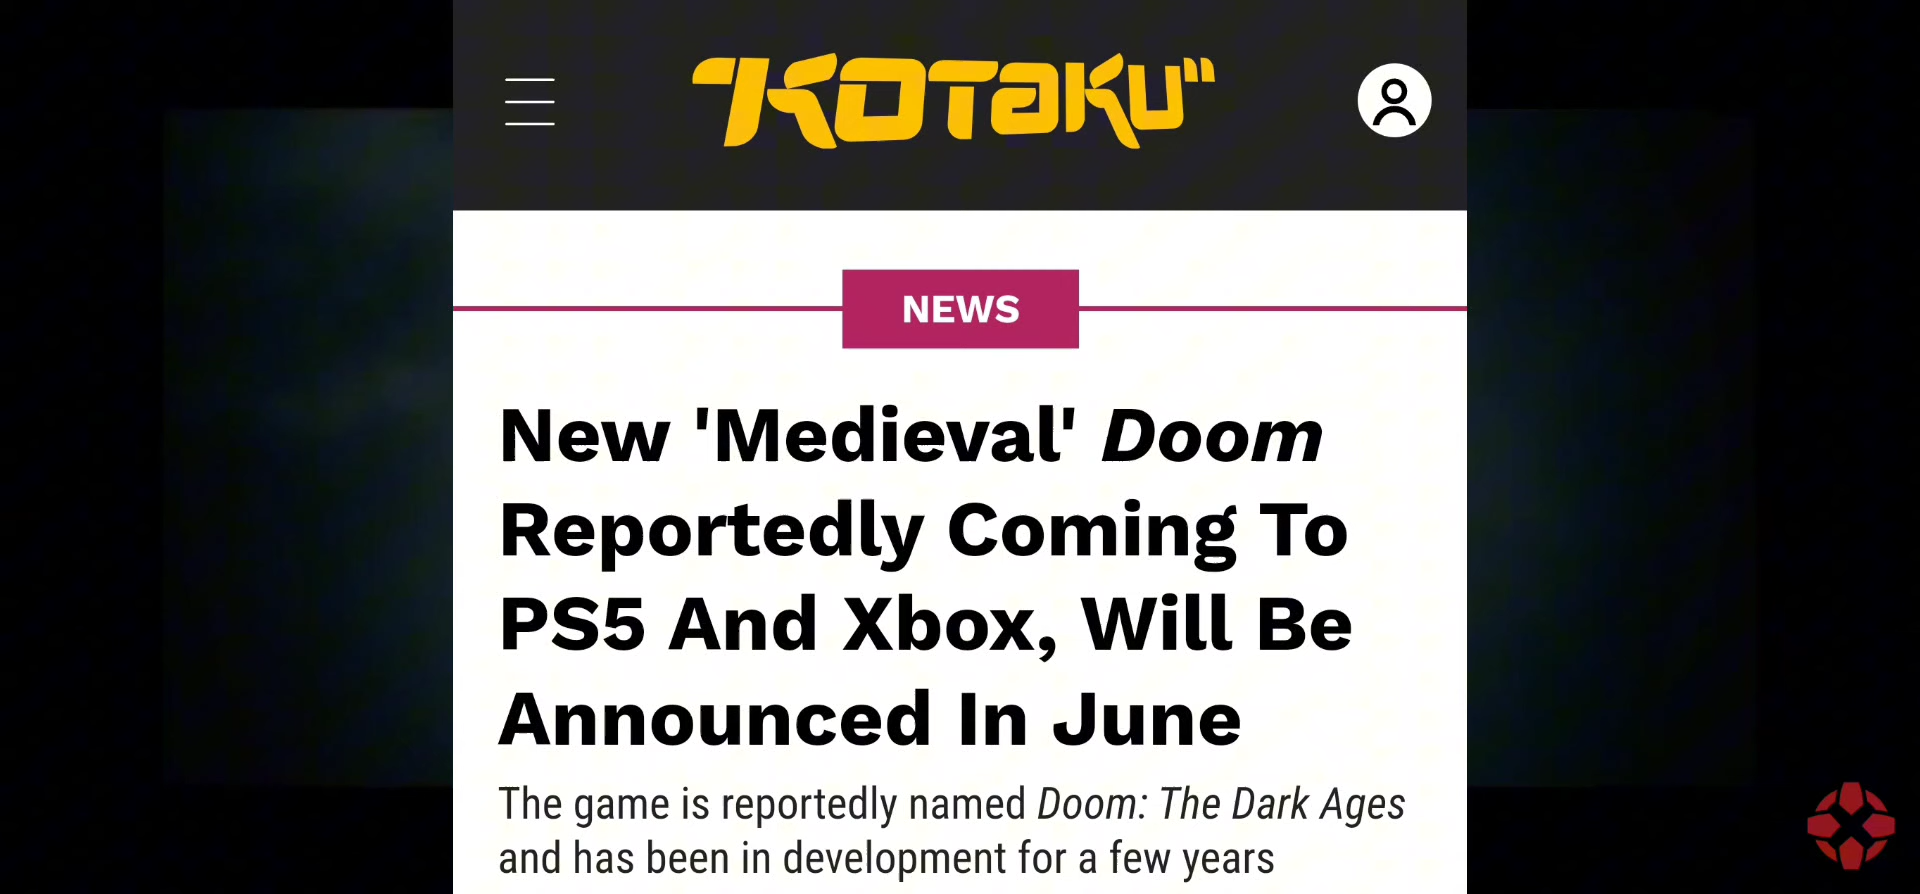 KOTAKU
NEWS
New 'Medieval' Doom
Reportedly Coming To
PS5 And Xbox, Will Be
Announced In June
The game is reportedly named Doom: The Dark Ages
and has been in development for a few years